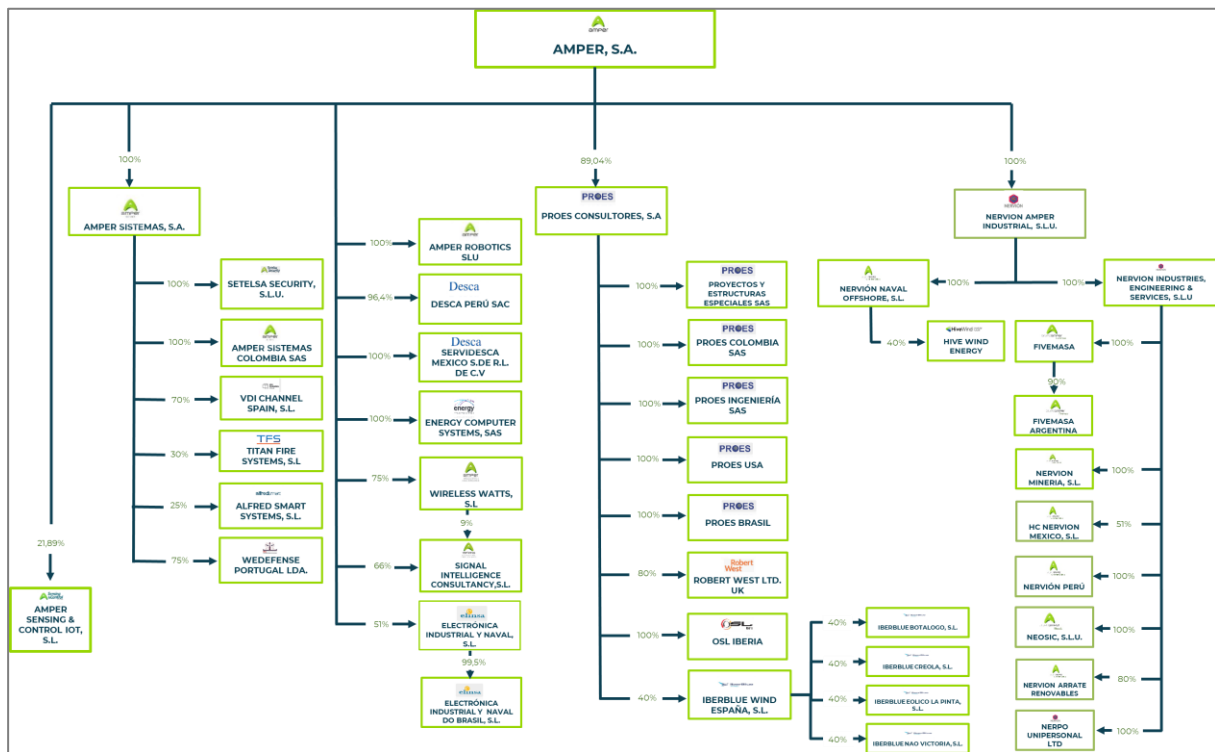 amper
AMPER, S.A.
100%
89,04%
100%
21,89%
AMPER SENSING & CONTROL IOT, S.L.
amper
AMPER SISTEMAS, S.A.
100%
SETELSA SECURITY, S.L.U.
100%
AMPER SISTEMAS COLOMBIA SAS
70%
VDI CHANNEL SPAIN, S.L.
30%
TFS
TITAN FIRE SYSTEMS, S.L
25%
alfredsmart
ALFRED SMART SYSTEMS, S.L.
75%
WEDEFENSE PORTUGAL LDA.
100%
amper
AMPER ROBOTICS SLU
96,4%
Desca
DESCA PERÚ SAC
100%
Desca
SERVIDESCA MEXICO S.DE R.L. DE C.V
100%
energy
ENERGY COMPUTER SYSTEMS, SAS
75%
amper
WIRELESS WATTS, S.L
9%
66%
SIGNAL INTELLIGENCE CONSULTANCY,S.L.
51%
ELECTRÓNICA INDUSTRIAL Y NAVAL, S.L.
99,5%
ELECTRÓNICA INDUSTRIAL Y NAVAL DO BRASIL, S.L.
PROES
PROES CONSULTORES, S.A
100%
PROES
PROYECTOS Y ESTRUCTURAS ESPECIALES SAS
100%
PROES
PROES COLOMBIA SAS
100%
PROES
PROES INGENIERÍA SAS
100%
PROES
PROES USA
100%
PROES
PROES BRASIL
80%
Robert West
ROBERT WEST LTD. UK
100%
OSL
OSL IBERIA
40%
IBERBLUE WIND ESPAÑA, S.L.
40%
IBERBLUE BOTALOGO, S.L.
40%
IBERBLUE CREOLA, S.L.
40%
IBERBLUE EOLICO LA PINTA, S.L.
40%
IBERBLUE NAO VICTORIA, S.L.
NERVION
NERVION AMPER INDUSTRIAL, S.L.U.
100%
NERVIÓN NAVAL OFFSHORE, S.L.
40%
HiveWind
HIVE WIND ENERGY
100%
NERVION INDUSTRIES, ENGINEERING & SERVICES, S.L.U
FIVEMASA
100%
90%
FIVEMASA ARGENTINA
NERVION MINERIA, S.L.
100%
HC NERVION MEXICO, S.L.
51%
NERVIÓN PERÚ
100%
NEOSIC, S.L.U.
100%
NERVION ARRATE RENOVABLES
80%
NERPO UNIPERSONAL LTD
100%